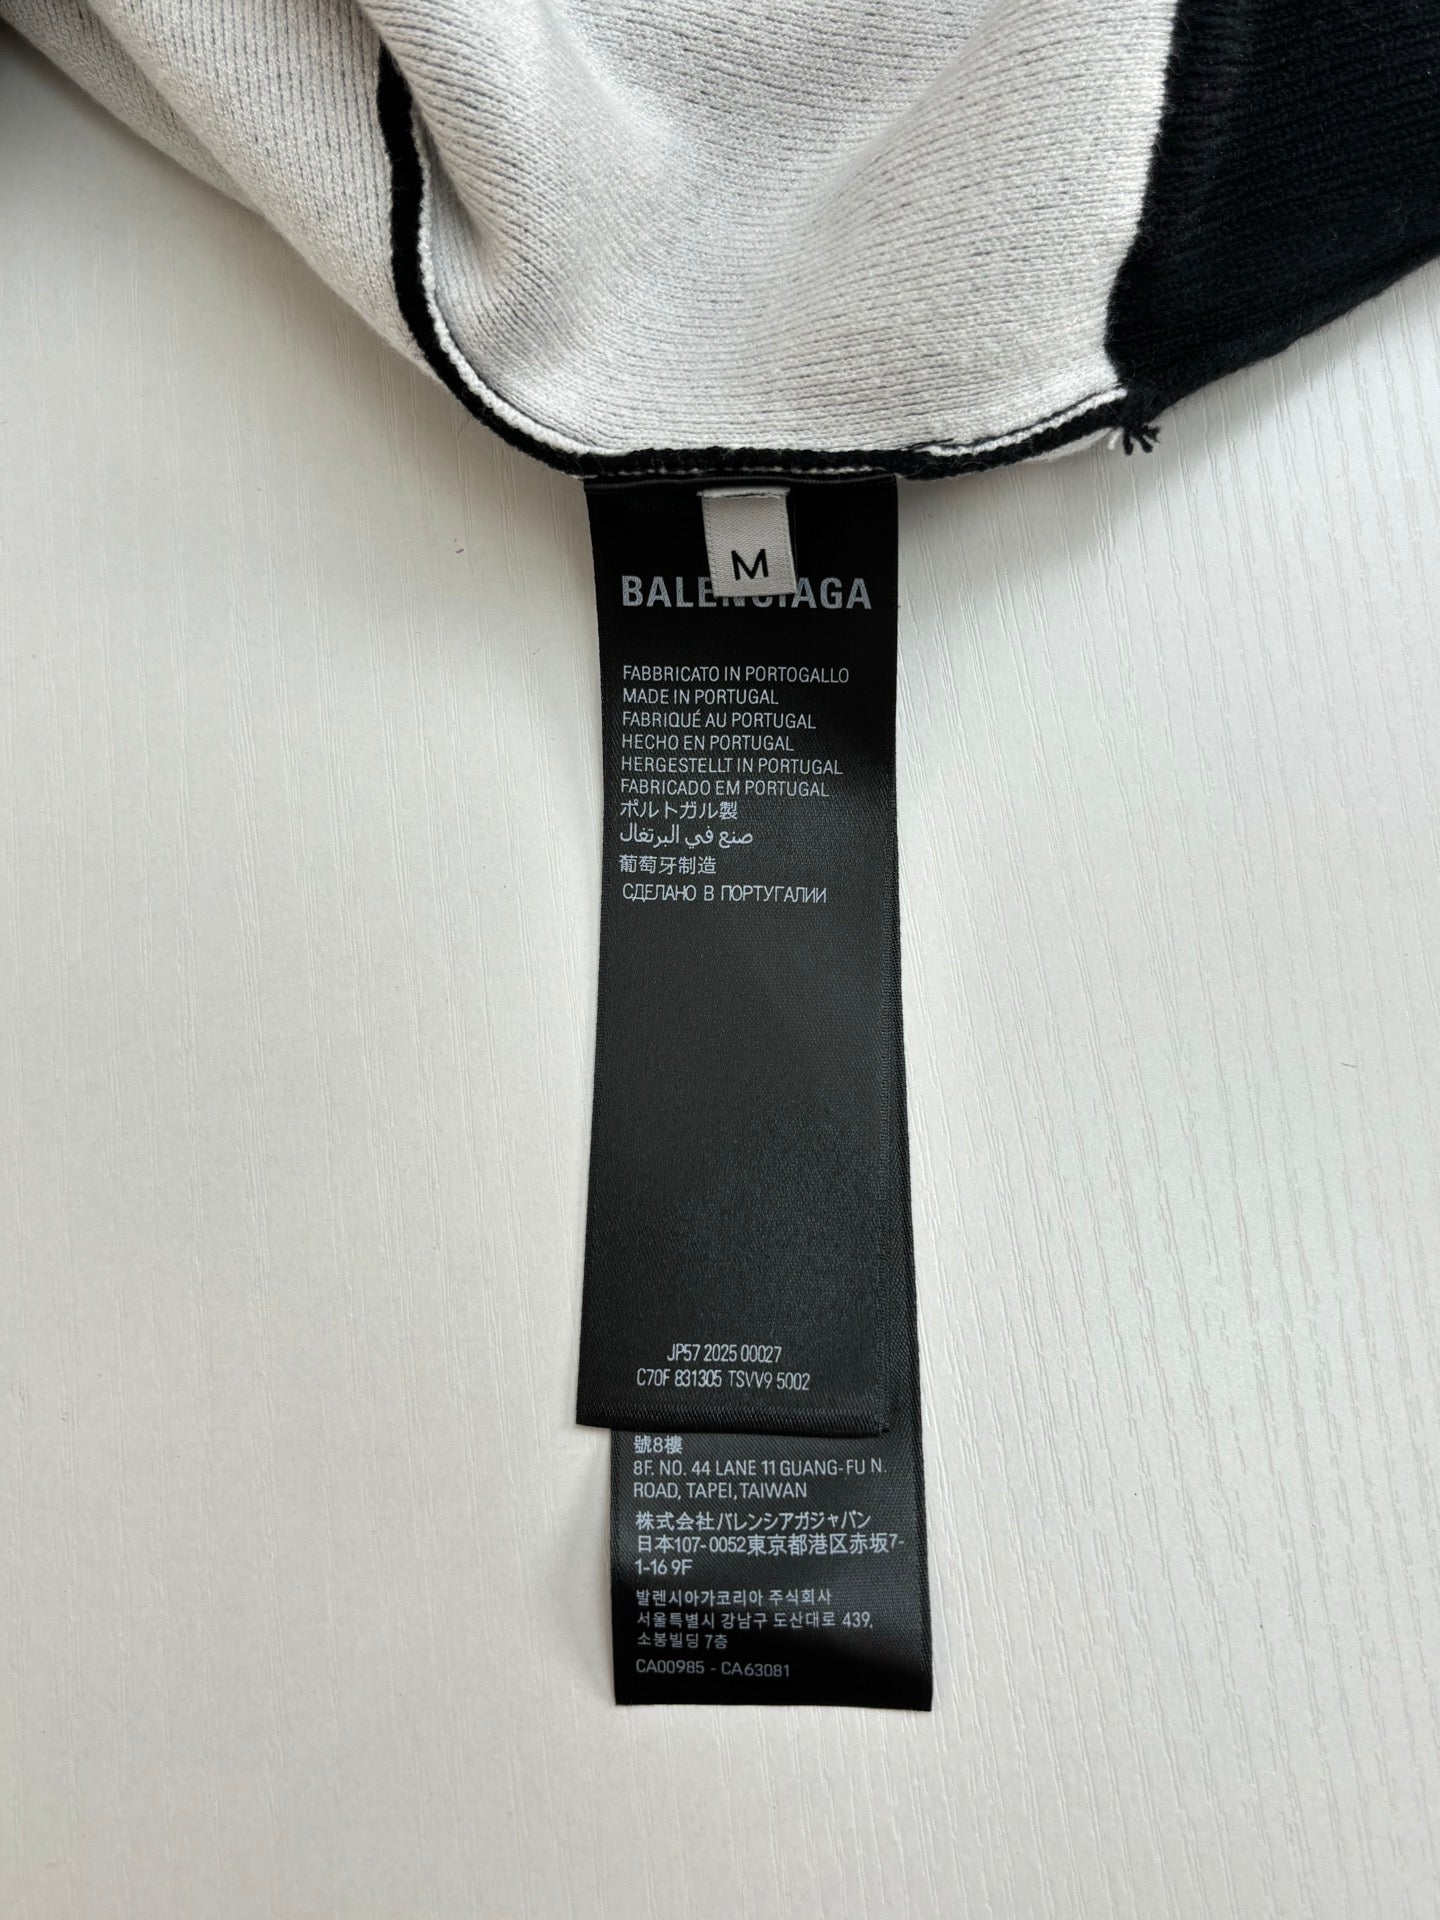 M
BALENCIAGA
FABBRICATO IN PORTOGALLO
MADE IN PORTUGAL
FABRIQUÉ AU PORTUGAL
HECHO EN PORTUGAL
HERGESTELLT IN PORTUGAL
FABRICADO EM PORTUGAL
ポルトガル製
صنع في البرتغال
葡萄牙制造
СДЕЛАНО В ПОРТУГАЛИИ
JP57 2025 00027
C70F 831305 TSVV9 5002
號8樓
8F. NO. 44 LANE 11 GUANG-FU N.
ROAD, TAPEI, TAIWAN
株式会社バレンシアガジャパン
日本107-0052東京都港区赤坂7-
1-16 9F
발렌시아가코리아 주식회사
서울특별시 강남구 도산대로 439,
소봉빌딩 7층
CA00985 - CA63081